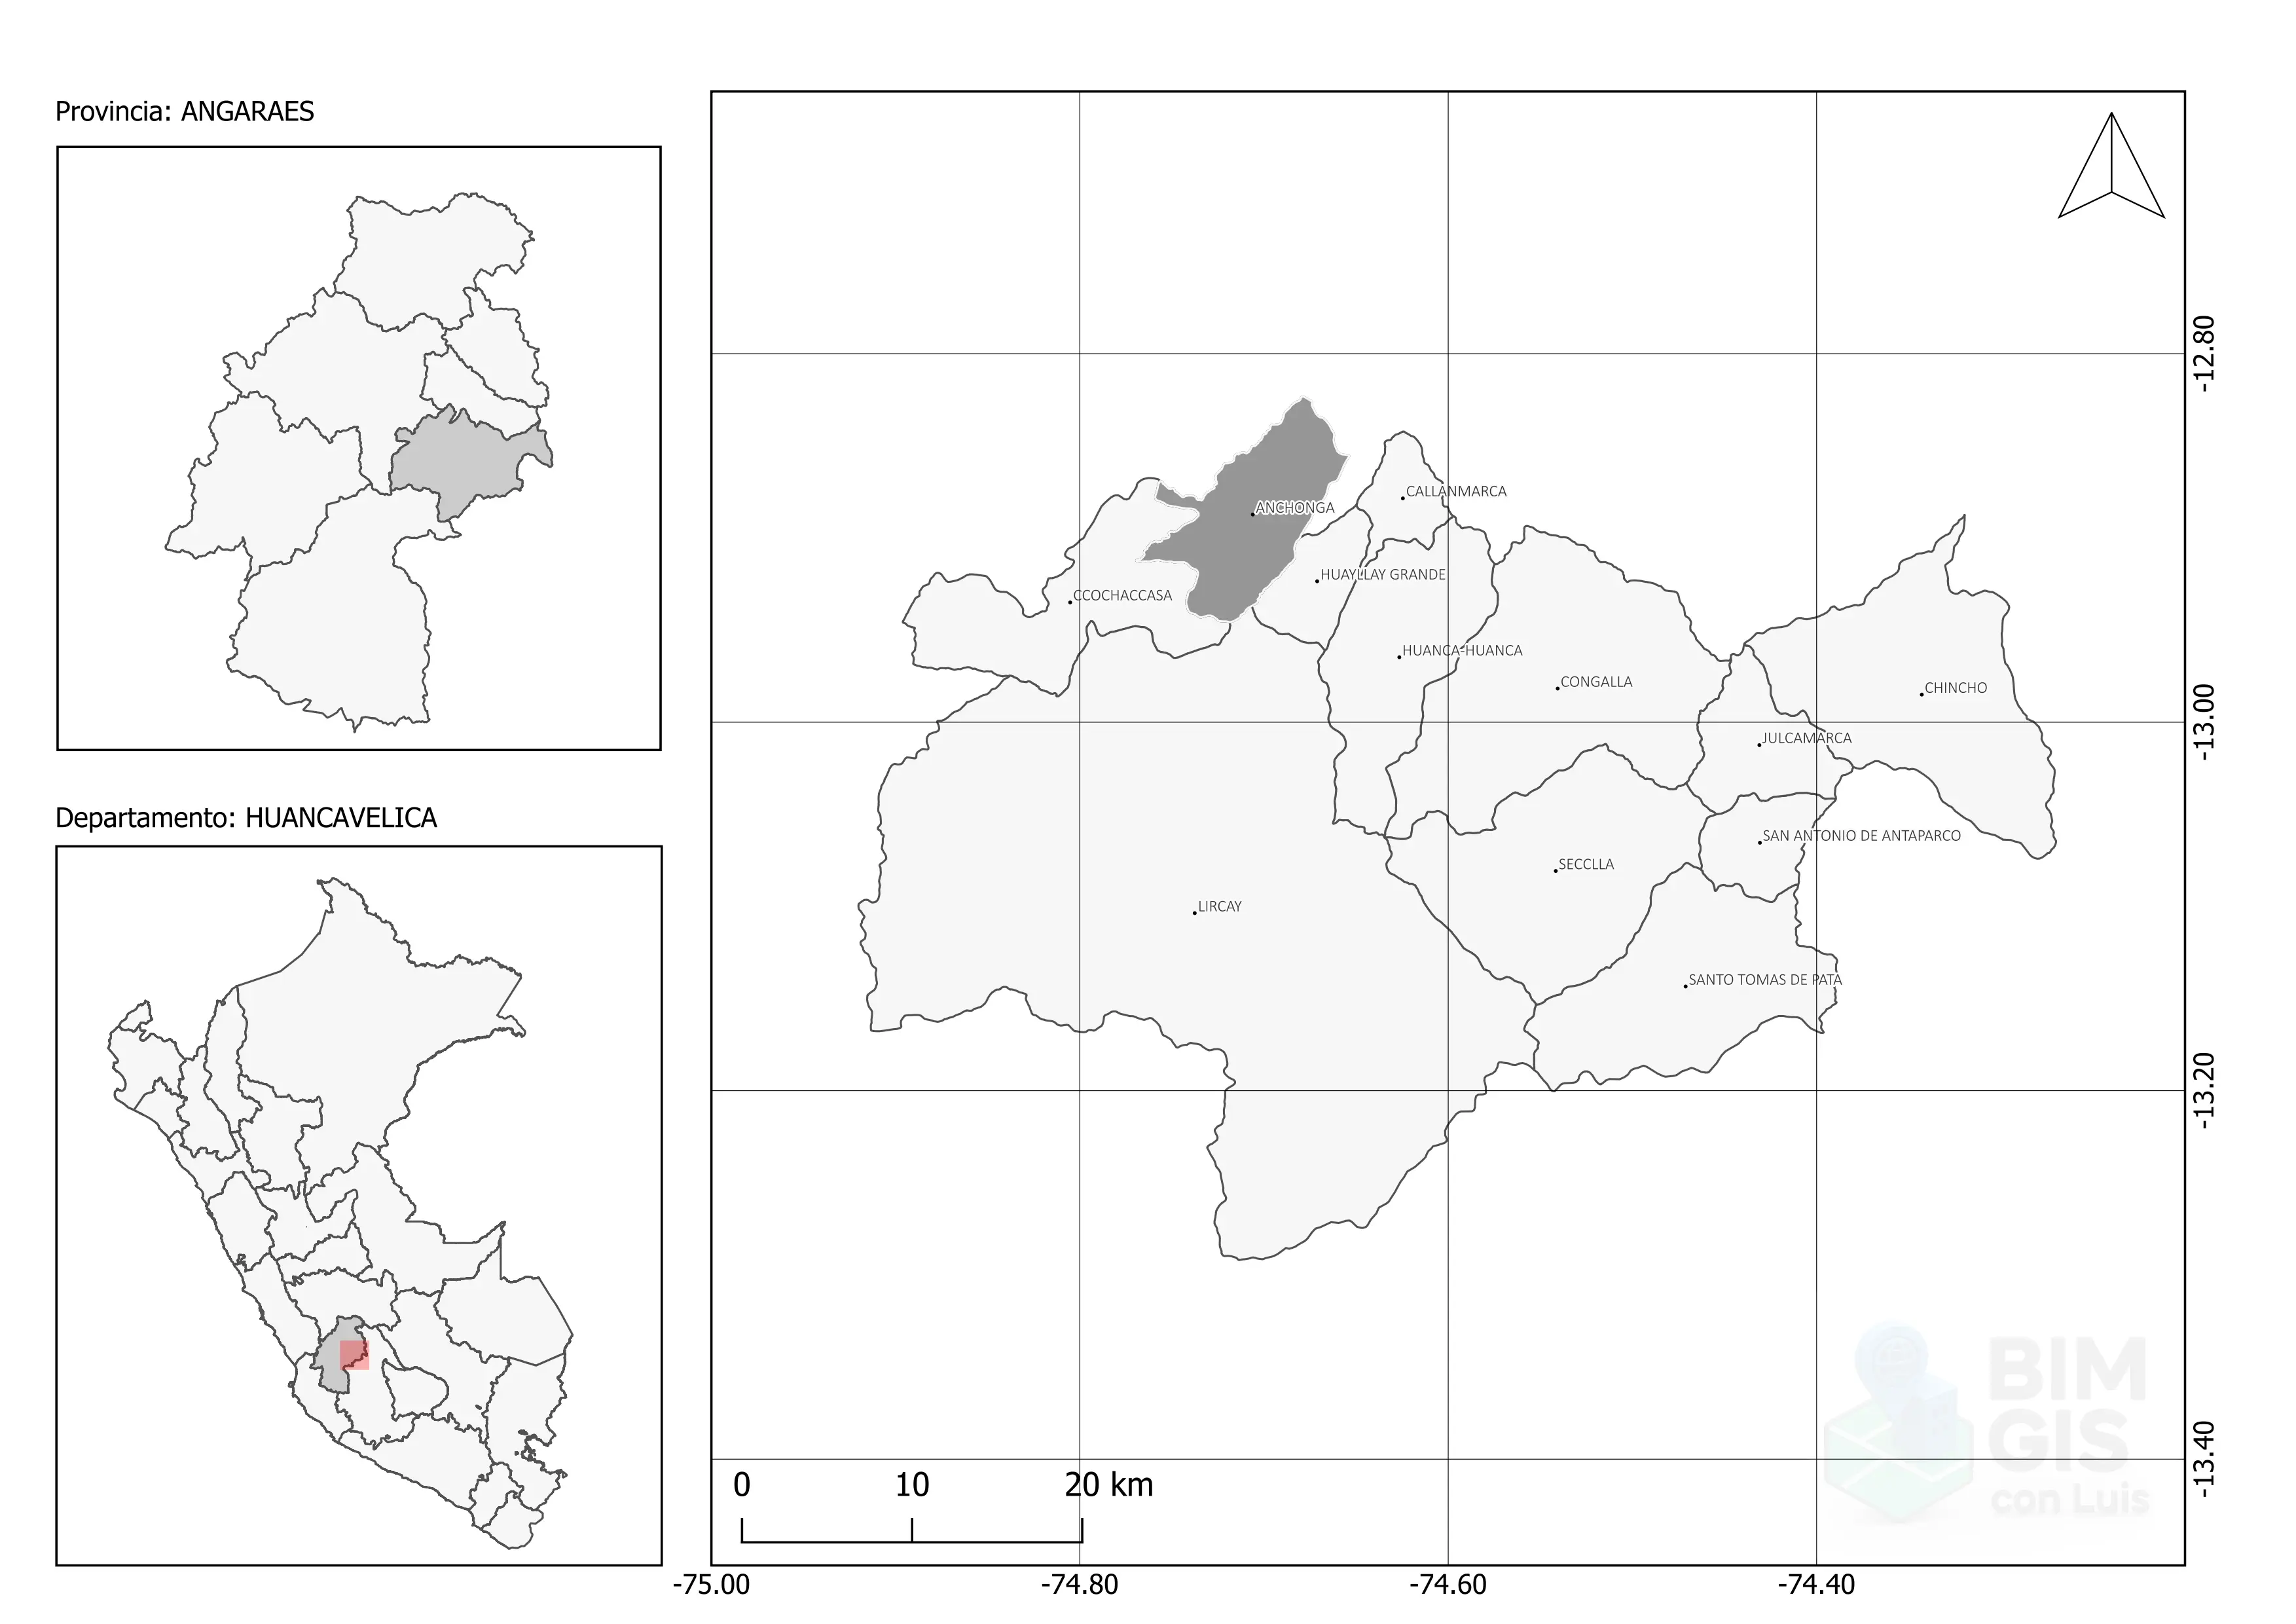 Provincia: ANGARAES
Departamento: HUANCAVELICA
ANCHONGA
CALLANMARCA
HUAYLLAY GRANDE
CCOCHACCASA
HUANCA-HUANCA
CONGALLA
CHINCHO
JULCAMARCA
SAN ANTONIO DE ANTAPARCO
SECCLLA
LIRCAY
SANTO TOMAS DE PATA
-12.80
-13.00
-13.20
-13.40
0 10 20 km
-75.00 -74.80 -74.60 -74.40
BIM
GIS
con Luis